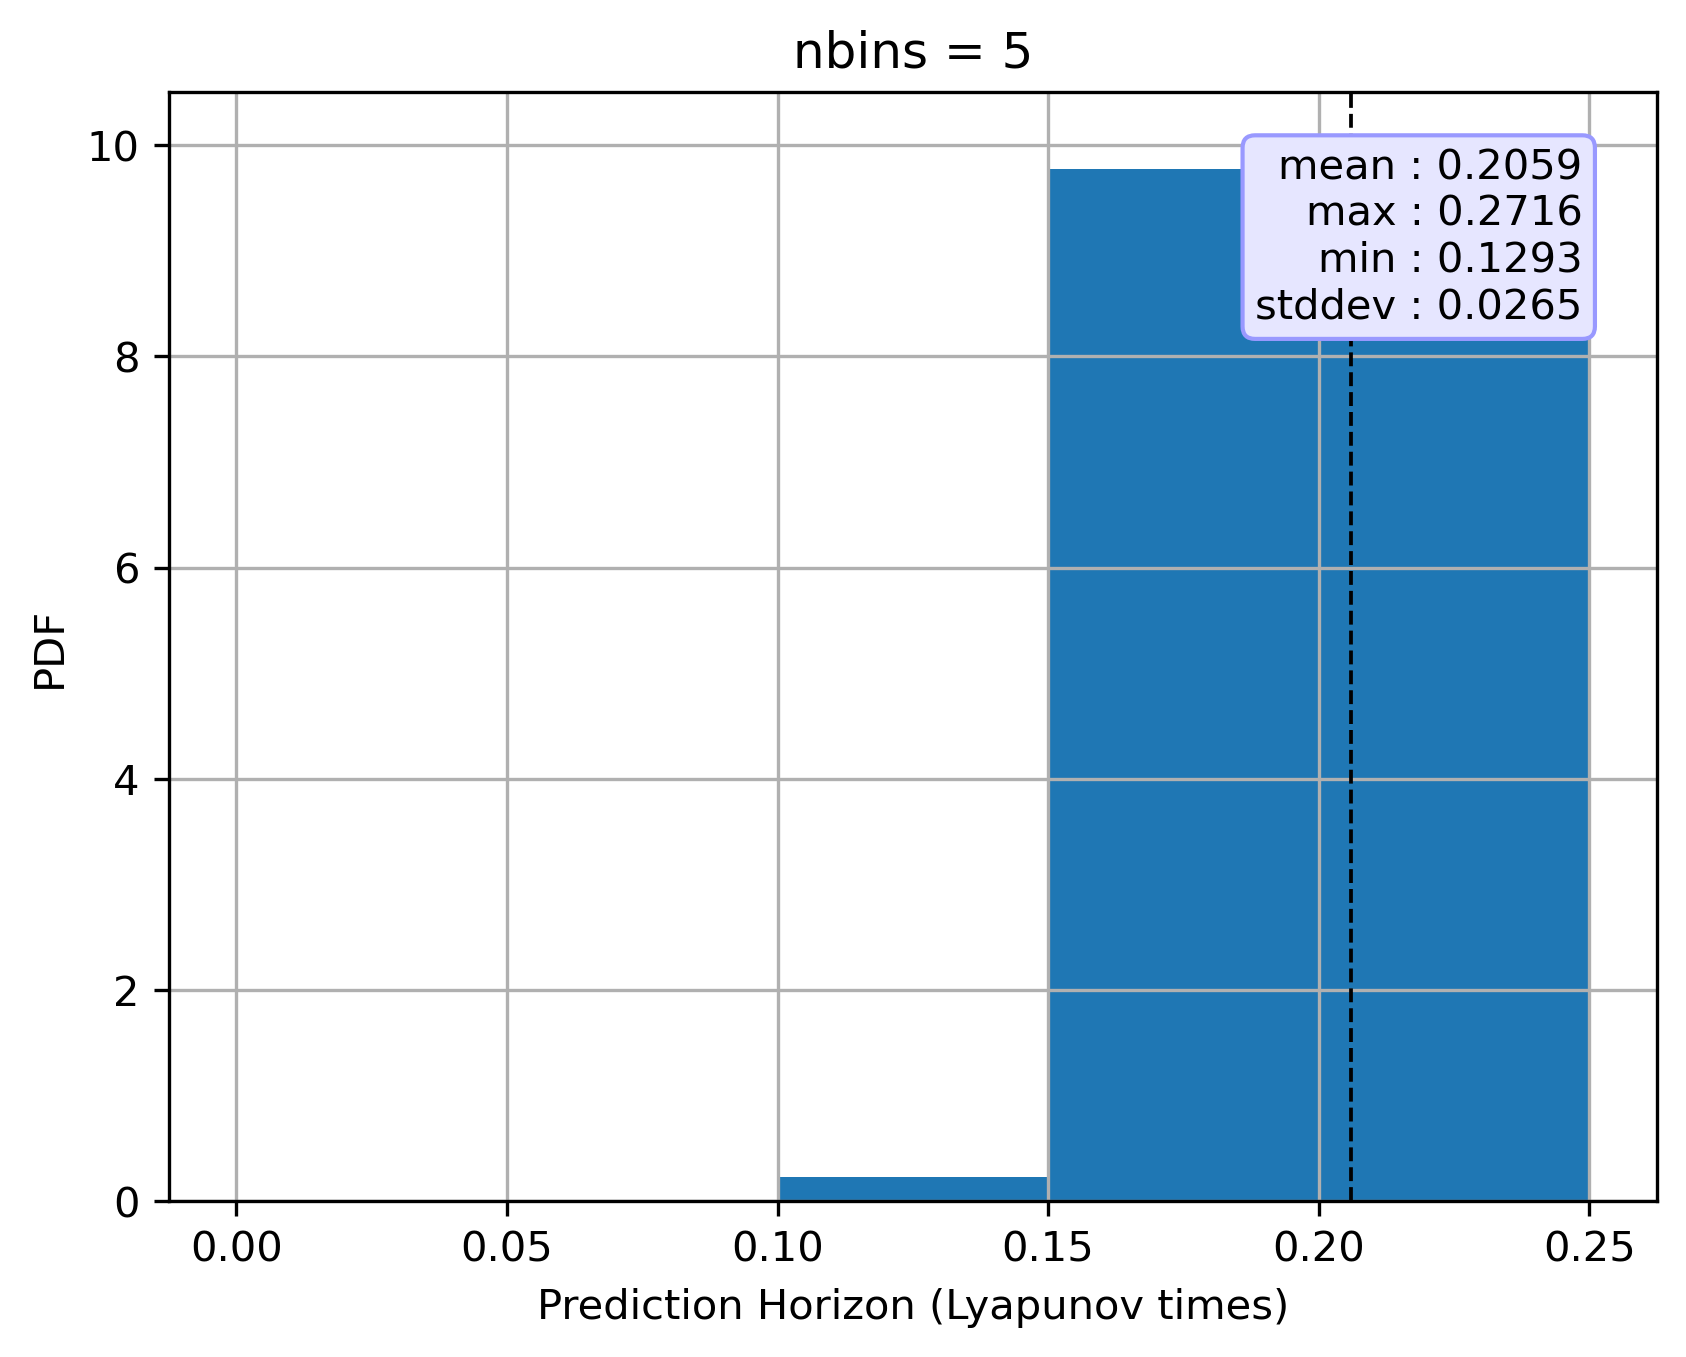 nbins = 5
10
8
6
4
2
0
PDF
mean : 0.2059
max : 0.2716
min : 0.1293
stddev : 0.0265
0.00 0.05 0.10 0.15 0.20 0.25
Prediction Horizon (Lyapunov times)